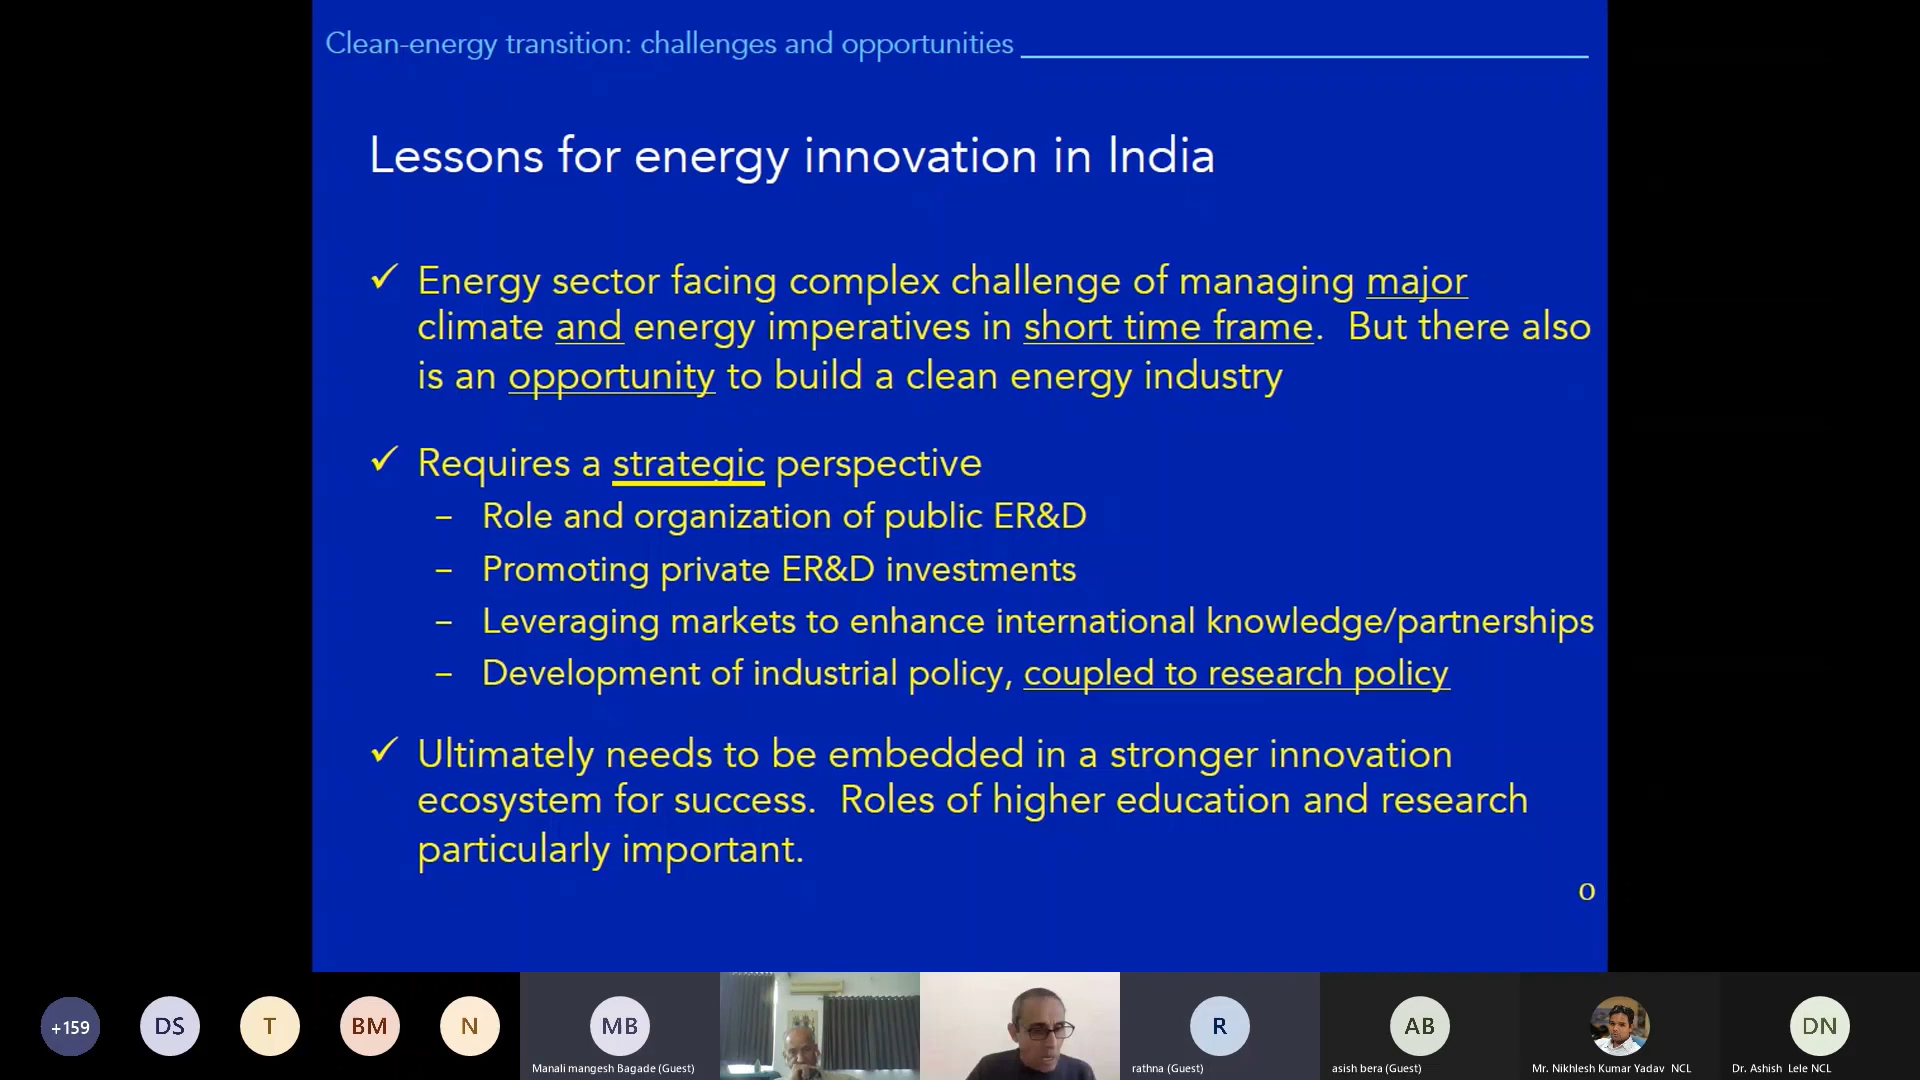 Clean-energy transition: challenges and opportunities
Lessons for energy innovation in India
✓ Energy sector facing complex challenge of managing major
climate and energy imperatives in short time frame. But there also
is an opportunity to build a clean energy industry
✓ Requires a strategic perspective
– Role and organization of public ER&D
– Promoting private ER&D investments
– Leveraging markets to enhance international knowledge/partnerships
– Development of industrial policy, coupled to research policy
✓ Ultimately needs to be embedded in a stronger innovation
ecosystem for success. Roles of higher education and research
particularly important.
o
+159 DS T BM N MB R AB DN
Manali mangesh Bagade (Guest) rathna (Guest) asish bera (Guest) Mr. Nikhlesh Kumar Yadav NCL Dr. Ashish Lele NCL